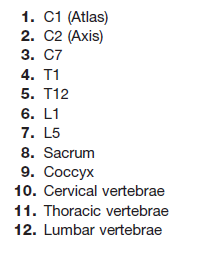 1. C1 (Atlas)
2. C2 (Axis)
3. C7
4. T1
5. T12
6. L1
7. L5
8. Sacrum
9. Coccyx
10. Cervical vertebrae
11. Thoracic vertebrae
12. Lumbar vertebrae